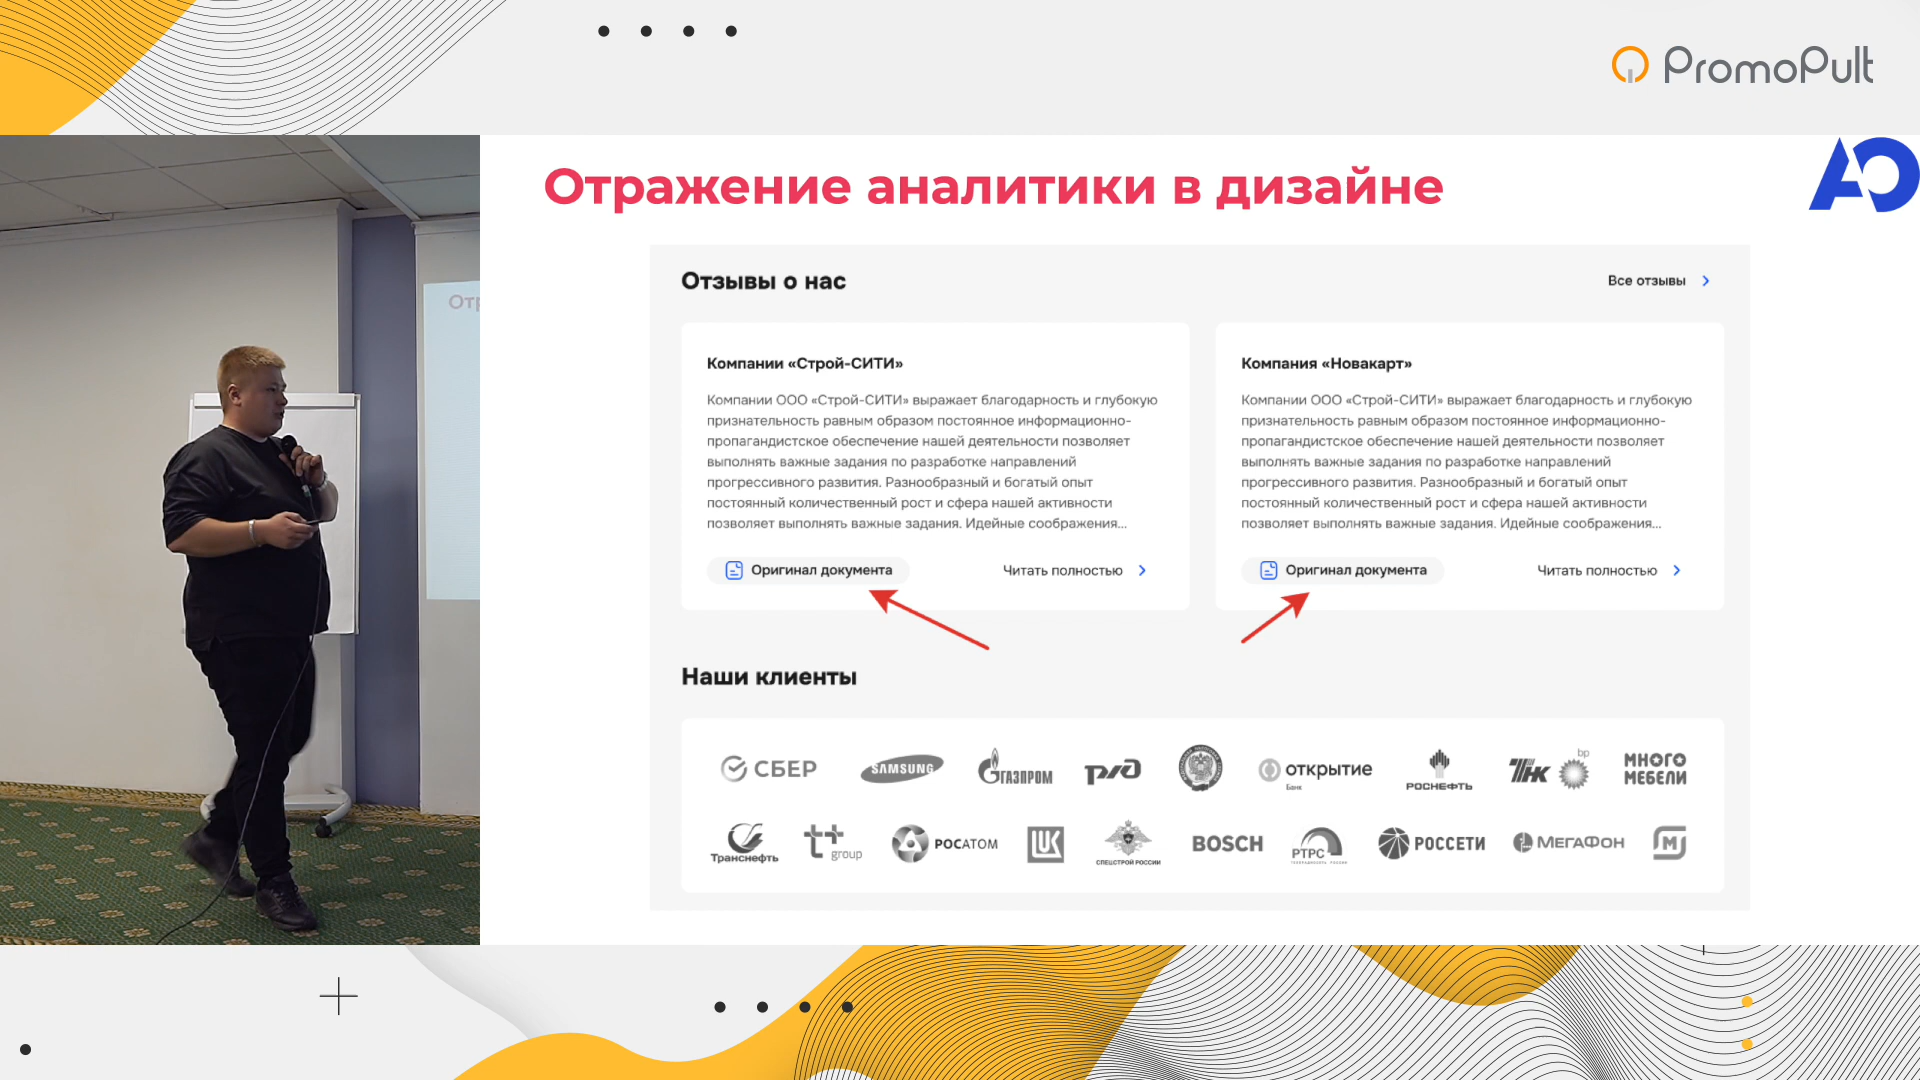 PromoPult
Отражение аналитики в дизайне
Отр
Отзывы о нас
Все отзывы
Компании «Строй-СИТИ»
Компании ООО «Строй-СИТИ» выражает благодарность и глубокую
признательность равным образом постоянное информационно-
пропагандистское обеспечение нашей деятельности позволяет
выполнять важные задания по разработке направлений
прогрессивного развития. Разнообразный и богатый опыт
постоянный количественный рост и сфера нашей активности
позволяет выполнять важные задания. Идейные соображения...
Оригинал документа
Читать полностью
Компания «Новакарт»
Компании ООО «Строй-СИТИ» выражает благодарность и глубокую
признательность равным образом постоянное информационно-
пропагандистское обеспечение нашей деятельности позволяет
выполнять важные задания по разработке направлений
прогрессивного развития. Разнообразный и богатый опыт
постоянный количественный рост и сфера нашей активности
позволяет выполнять важные задания. Идейные соображения...
Оригинал документа
Читать полностью
Наши клиенты
СБЕР
SAMSUNG
ГАЗПРОМ
ржд
открытие
Банк
РОСНЕФТЬ
ТНК
bp
МНОГО
МЕБЕЛИ
Транснефть
t+
group
РОСАТОМ
LUK
СПЕЦСТРОЙ РОССИИ
BOSCH
РТРС
РОССЕТИ
МЕГАФОН
М